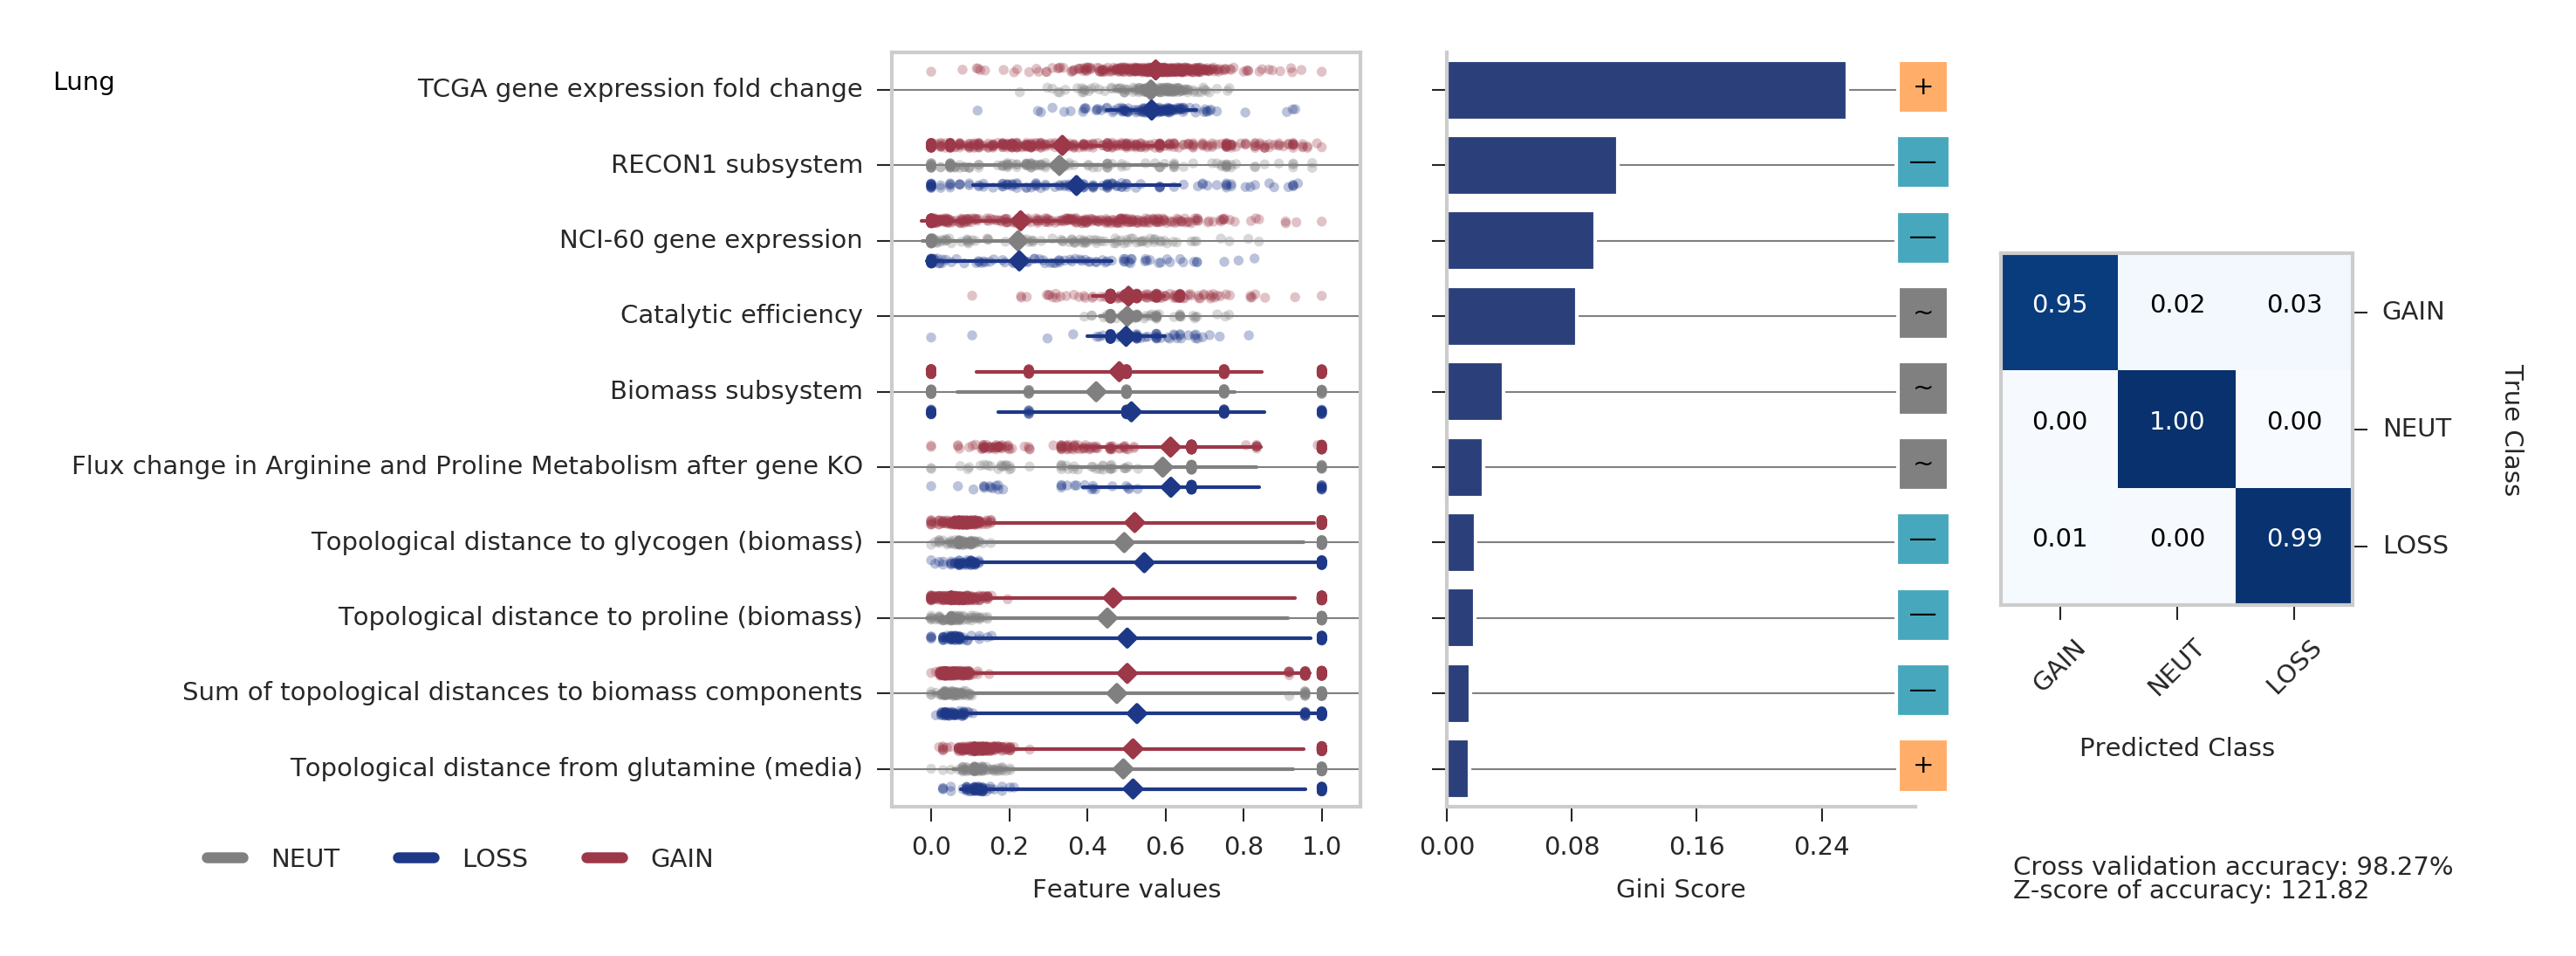 Lung
TCGA gene expression fold change
RECON1 subsystem
NCI-60 gene expression
Catalytic efficiency
Biomass subsystem
Flux change in Arginine and Proline Metabolism after gene KO
Topological distance to glycogen (biomass)
Topological distance to proline (biomass)
Sum of topological distances to biomass components
Topological distance from glutamine (media)
NEUT LOSS GAIN
0.0 0.2 0.4 0.6 0.8 1.0
Feature values
+
—
—
~
~
~
—
—
—
+
0.00 0.08 0.16 0.24
Gini Score
0.95 0.02 0.03 GAIN
0.00 1.00 0.00 NEUT
0.01 0.00 0.99 LOSS
True Class
GAIN NEUT LOSS
Predicted Class
Cross validation accuracy: 98.27%
Z-score of accuracy: 121.82